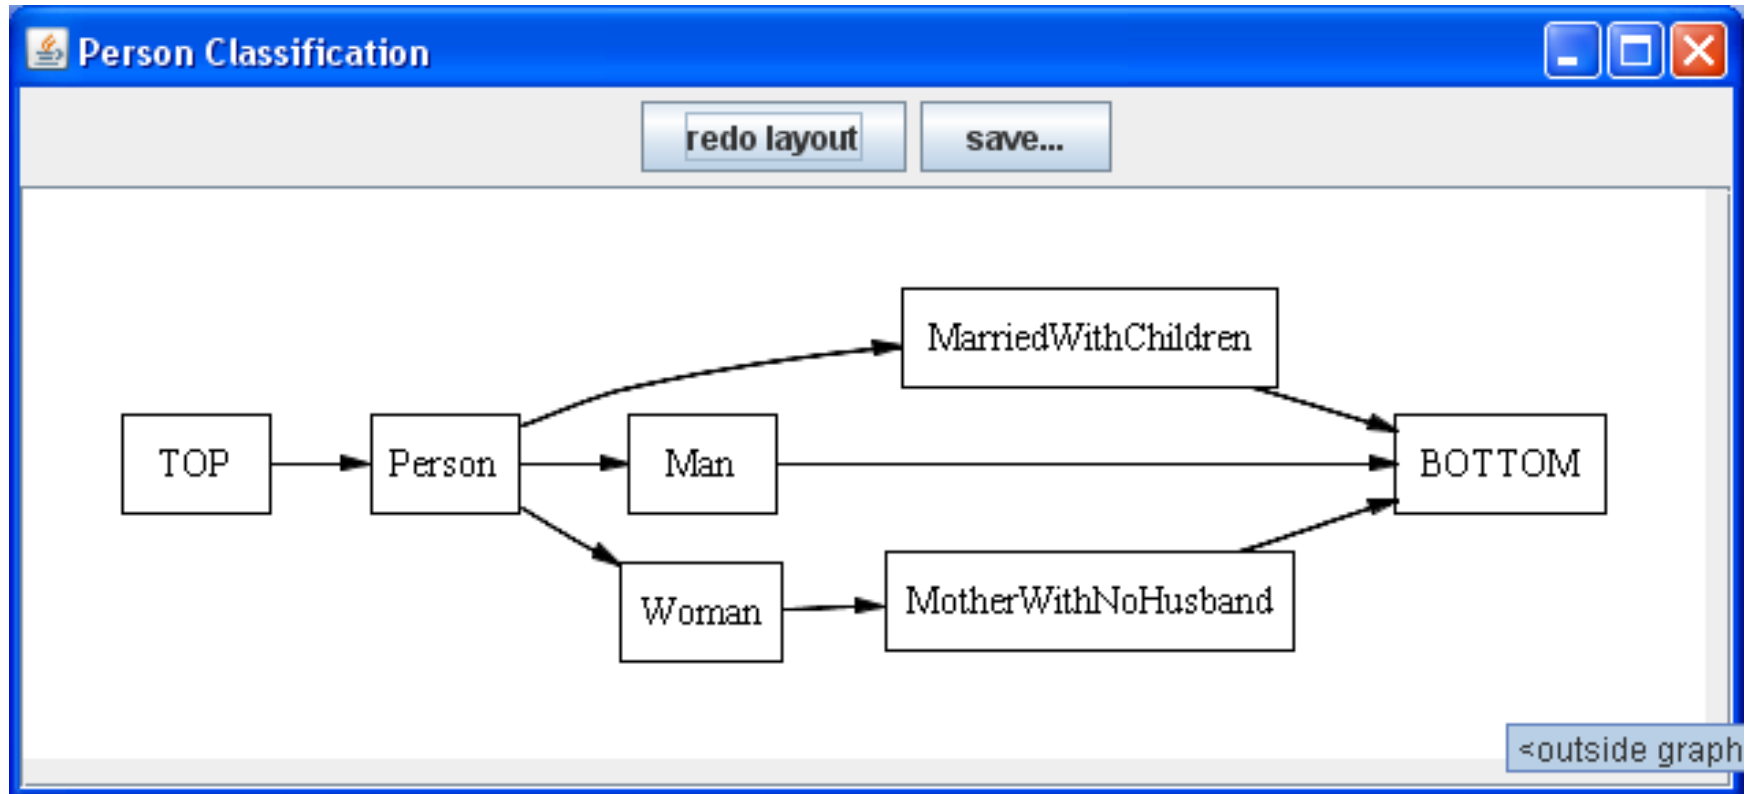 Person Classification
redo layout
save...
MarriedWithChildren
TOP
Person
Man
BOTTOM
Woman
MotherWithNoHusband
<outside graph